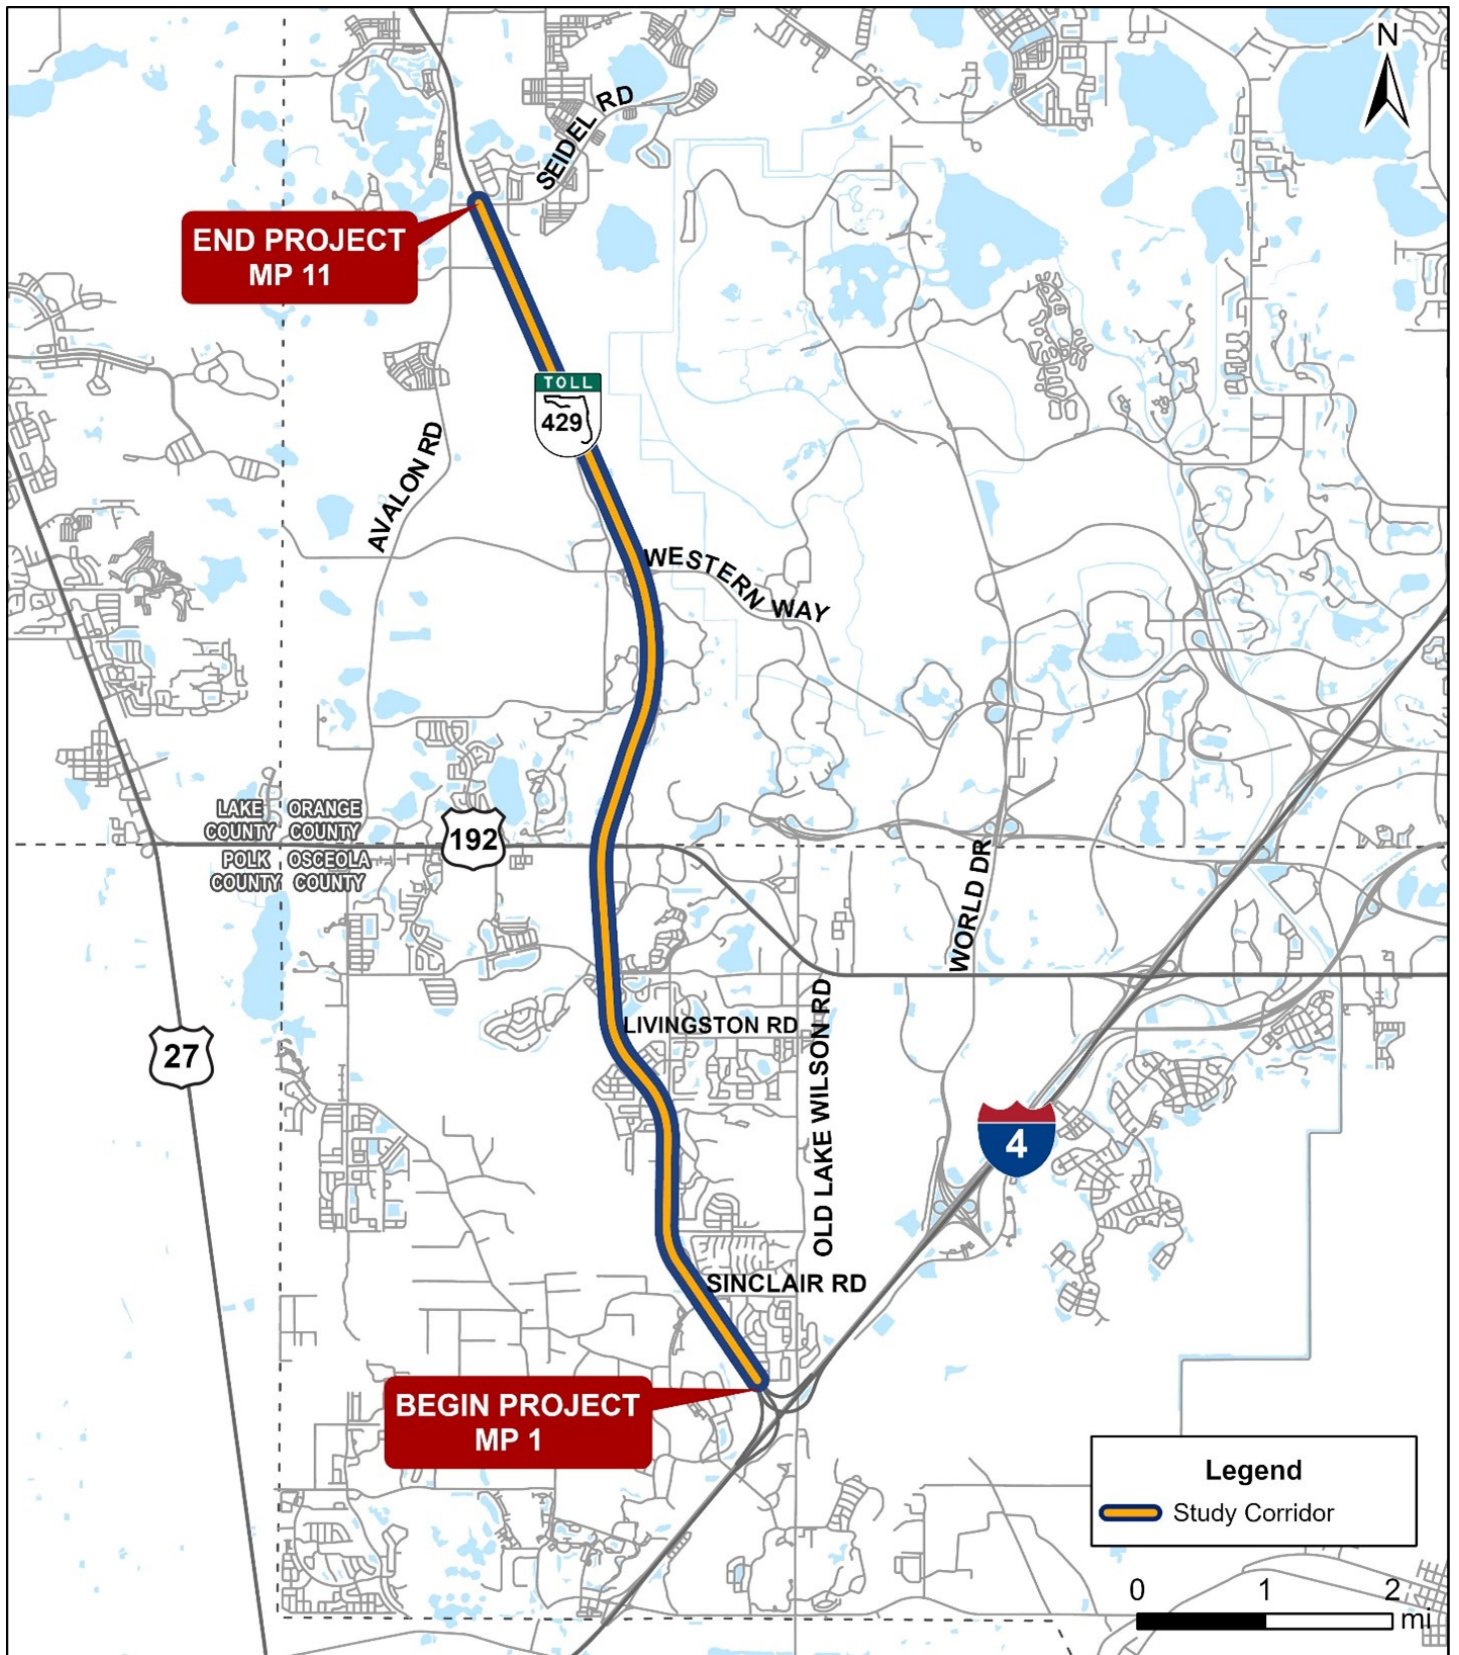 N
SEIDEL RD
END PROJECT
MP 11
TOLL
429
AVALON RD
WESTERN WAY
LAKE
COUNTY
ORANGE
COUNTY
192
POLK
COUNTY
OSCEOLA
COUNTY
WORLD DR
27
LIVINGSTON RD
OLD LAKE WILSON RD
4
SINCLAIR RD
BEGIN PROJECT
MP 1
Legend
Study Corridor
0 1 2
mi